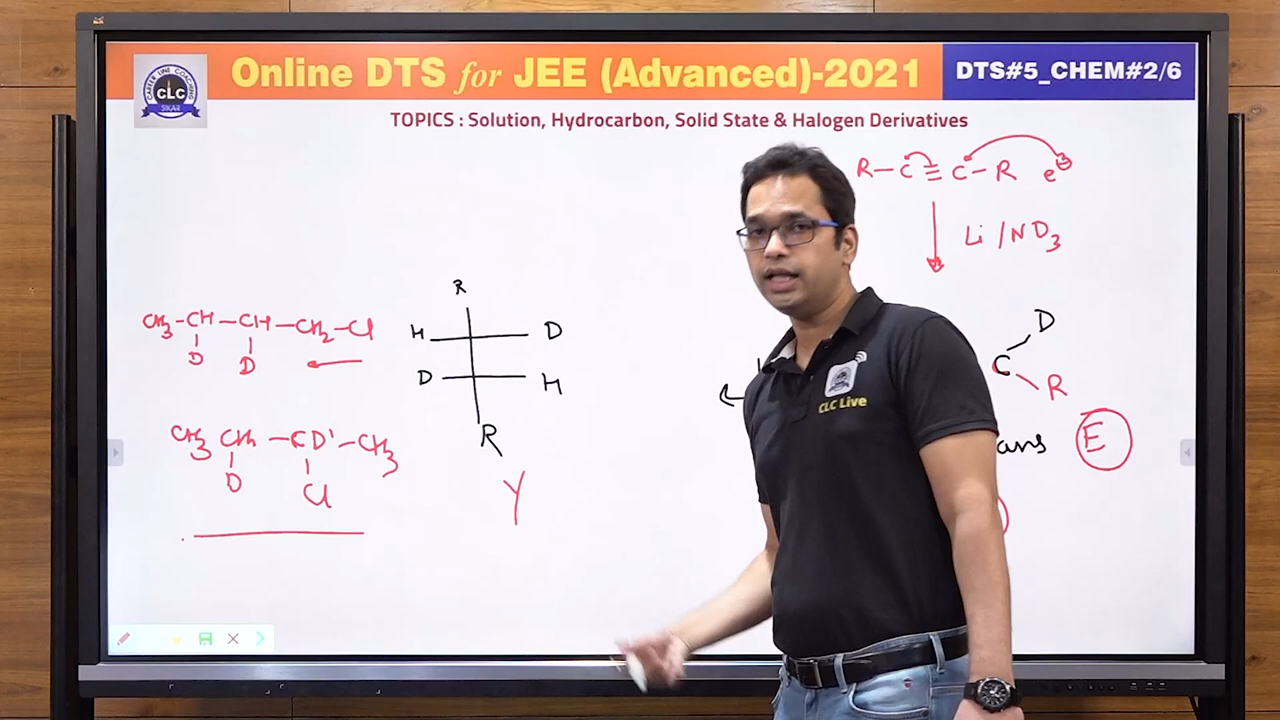 Online DTS for JEE (Advanced)-2021
DTS#5_CHEM#2/6
CAREER LINE COACHING
CLC
SIKAR
TOPICS : Solution, Hydrocarbon, Solid State & Halogen Derivatives
R–C≡C–R e
Li/ND3
CH3–CH–CH–CH2–Cl
D D
R
H D
D H
R
Y
CH3 CH –CD–CH3
D Cl
D
C
R
ans E
CLC Live